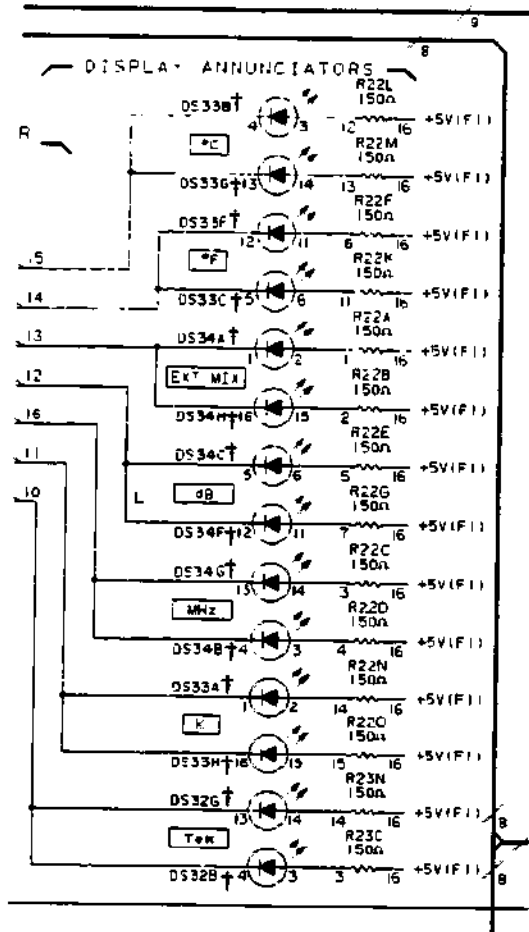 9
8
DISPLAY ANNUNCIATORS
R
DS33B† 4 3 R22L 150Ω 12 16 +5V(F1)
°C
DS33G† 13 14 R22M 150Ω 13 16 +5V(F1)
DS33F† 12 11 R22F 150Ω 6 16 +5V(F1)
15
°F
14
DS33C† 5 6 R22K 150Ω 11 16 +5V(F1)
13
DS34A† 1 2 R22A 150Ω 1 16 +5V(F1)
12
EXT MIX
DS34H† 16 15 R22B 150Ω 2 16 +5V(F1)
16
11
DS34C† 5 6 R22E 150Ω 5 16 +5V(F1)
10
L
dB
DS34F† 12 11 R22G 150Ω 7 16 +5V(F1)
DS34G† 13 14 R22C 150Ω 3 16 +5V(F1)
MHz
DS34B† 4 3 R22D 150Ω 4 16 +5V(F1)
DS33A† 1 2 R22N 150Ω 14 16 +5V(F1)
K
DS33H† 16 15 R22O 150Ω 15 16 +5V(F1)
DS32G† 13 14 R23N 150Ω 14 16 +5V(F1) 8
Tek
DS32B† 4 3 R23C 150Ω 3 16 +5V(F1) 8